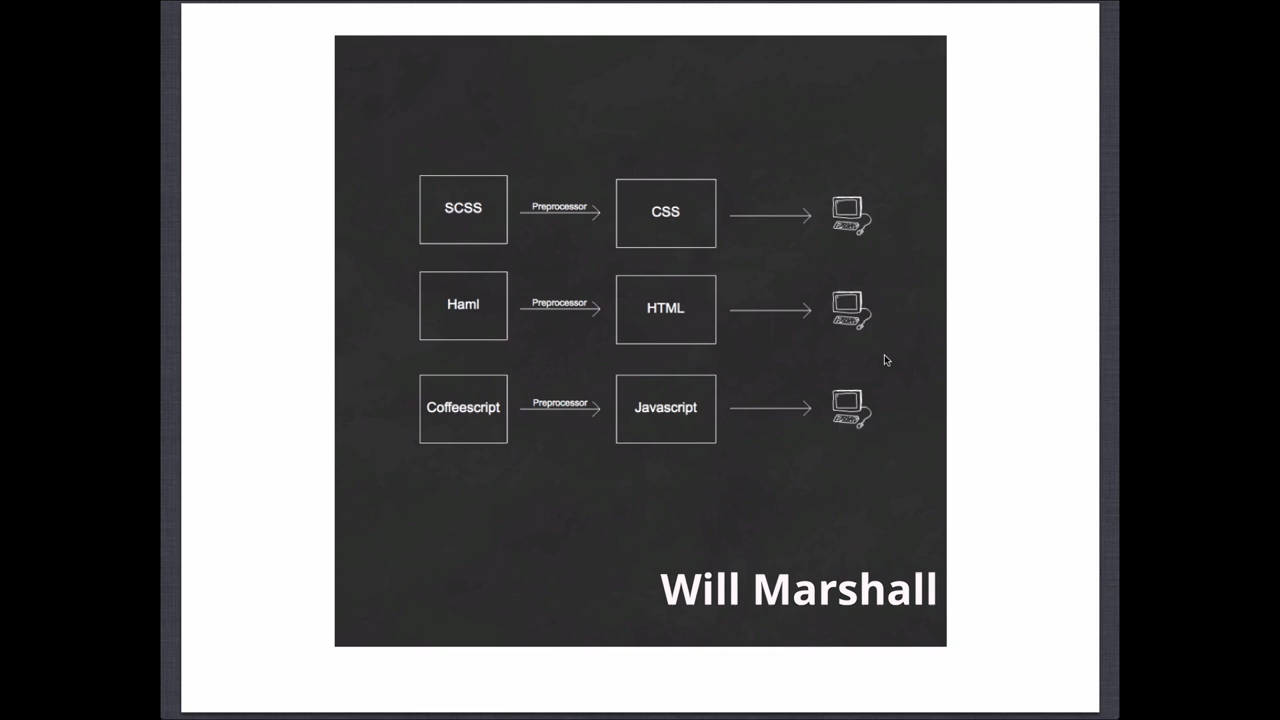 SCSS
Preprocessor
CSS
Haml
Preprocessor
HTML
Coffeescript
Preprocessor
Javascript
Will Marshall